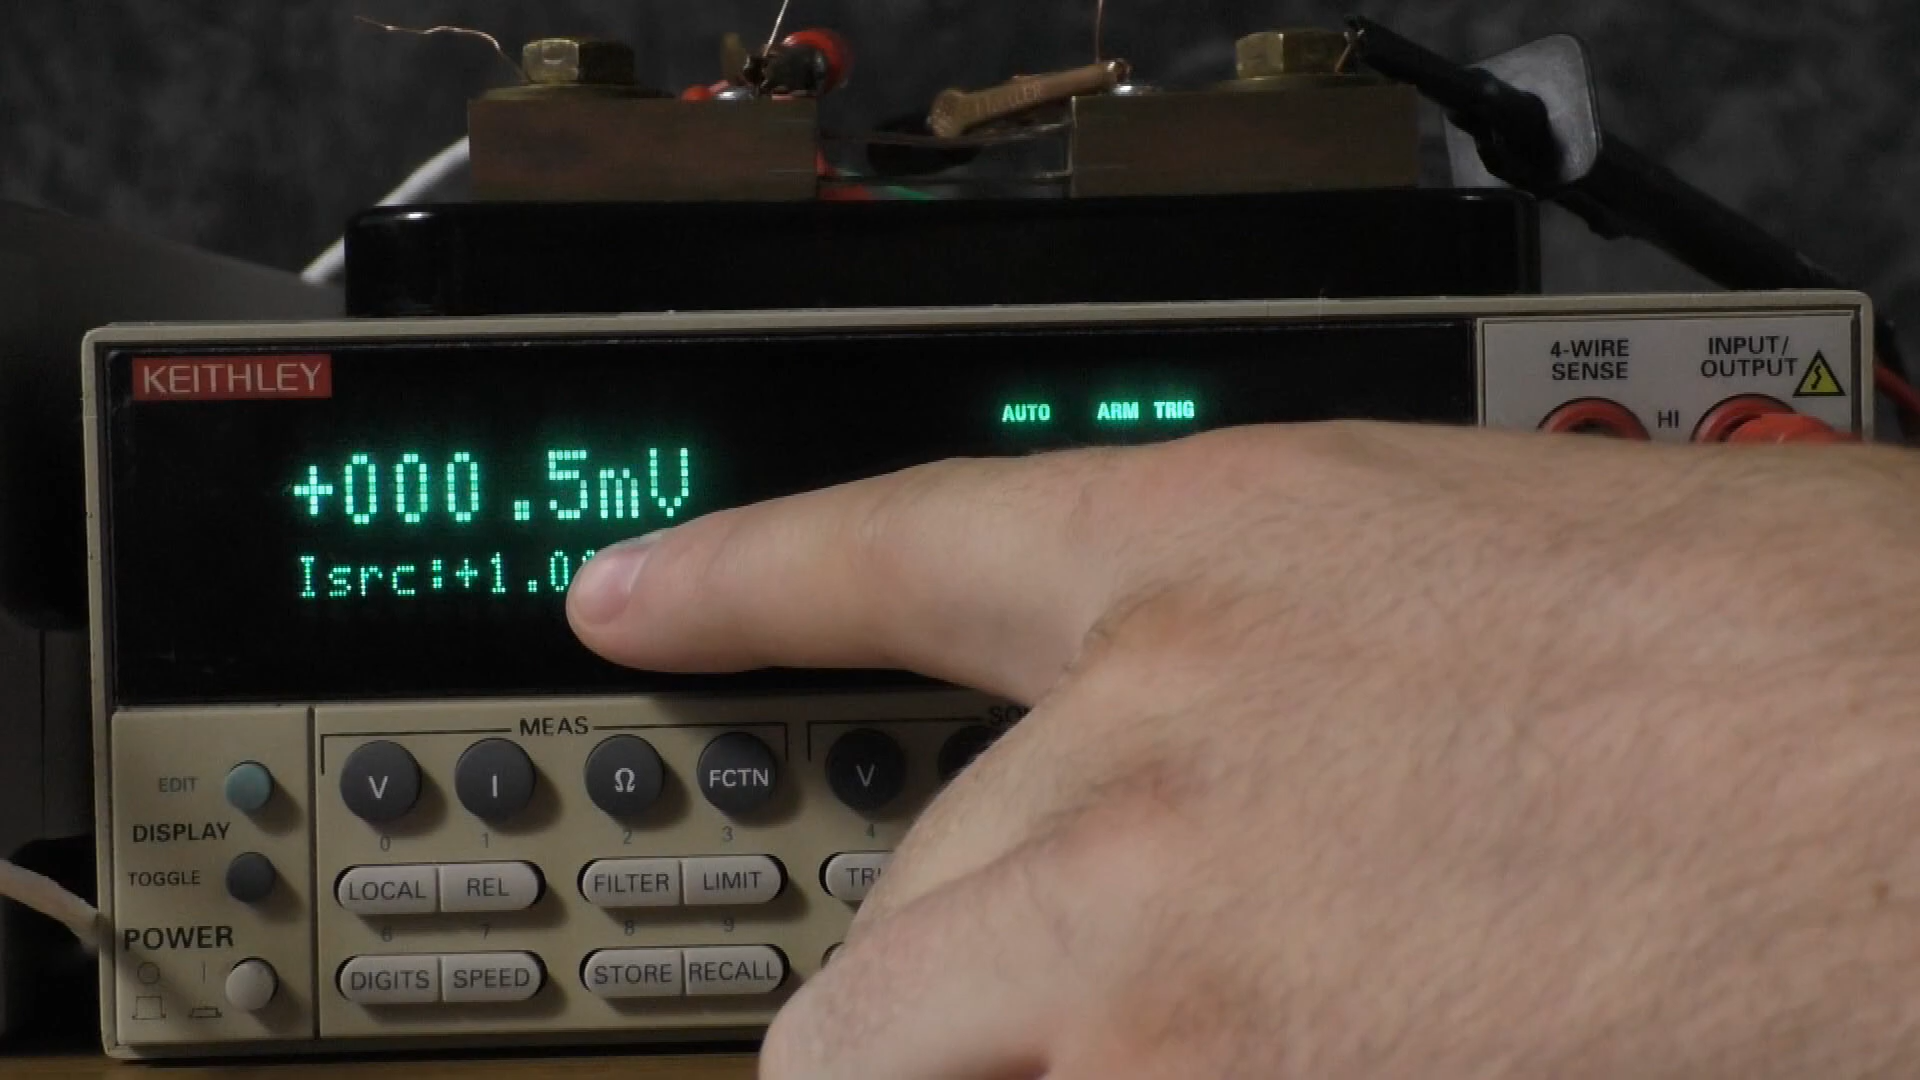 KEITHLEY
AUTO ARM TRIG
+000.5mV
Isrc:+1.0
4-WIRE
SENSE
INPUT/
OUTPUT
HI
MEAS
V I Ω FCTN V
0 1 2 3 4
EDIT
DISPLAY
TOGGLE
LOCAL REL FILTER LIMIT
6 7 8 9
POWER
DIGITS SPEED STORE RECALL